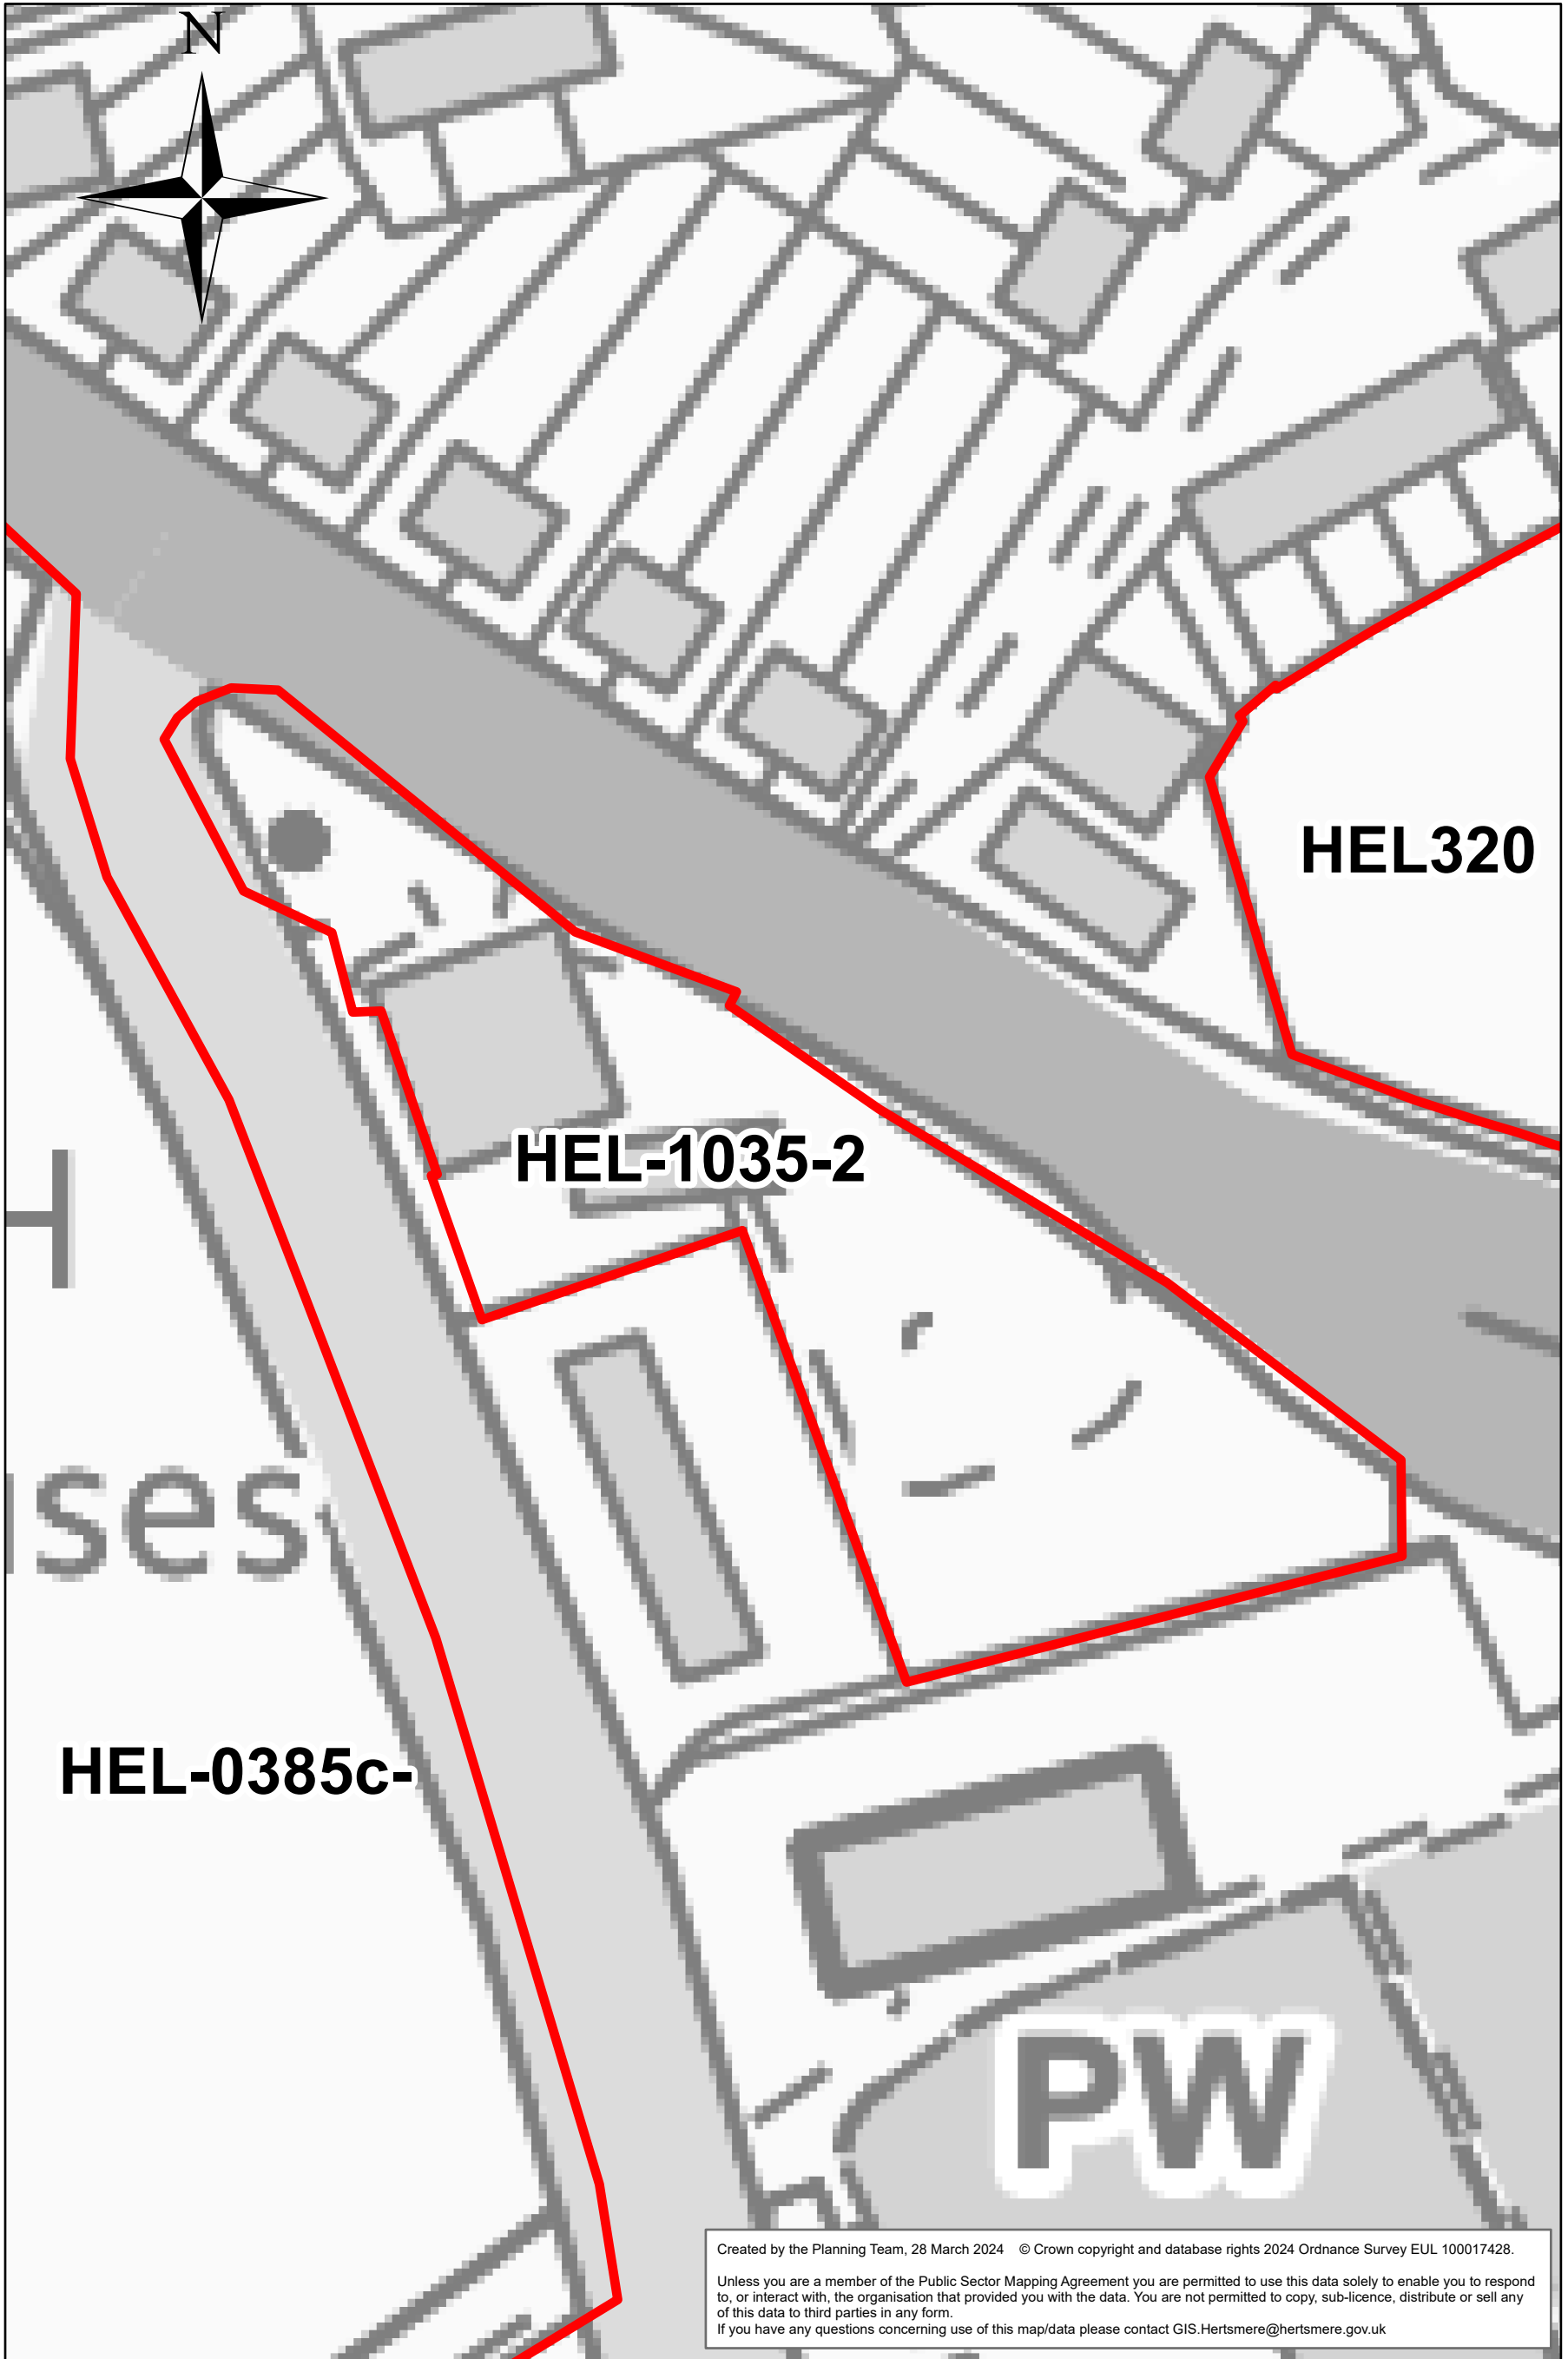 N
HEL320
HEL-1035-2
ses
HEL-0385c-
PW
Created by the Planning Team, 28 March 2024 © Crown copyright and database rights 2024 Ordnance Survey EUL 100017428.
Unless you are a member of the Public Sector Mapping Agreement you are permitted to use this data solely to enable you to respond
to, or interact with, the organisation that provided you with the data. You are not permitted to copy, sub-licence, distribute or sell any
of this data to third parties in any form.
If you have any questions concerning use of this map/data please contact GIS.Hertsmere@hertsmere.gov.uk